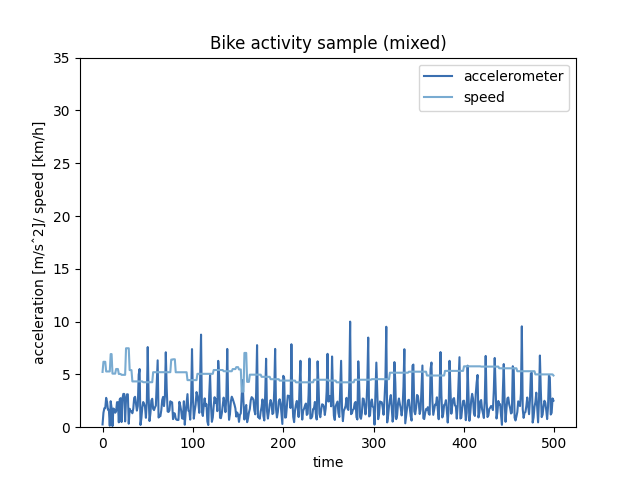 Bike activity sample (mixed)
accelerometer
speed
35
30
25
20
15
10
5
0
acceleration [m/s^2]/ speed [km/h]
0 100 200 300 400 500
time